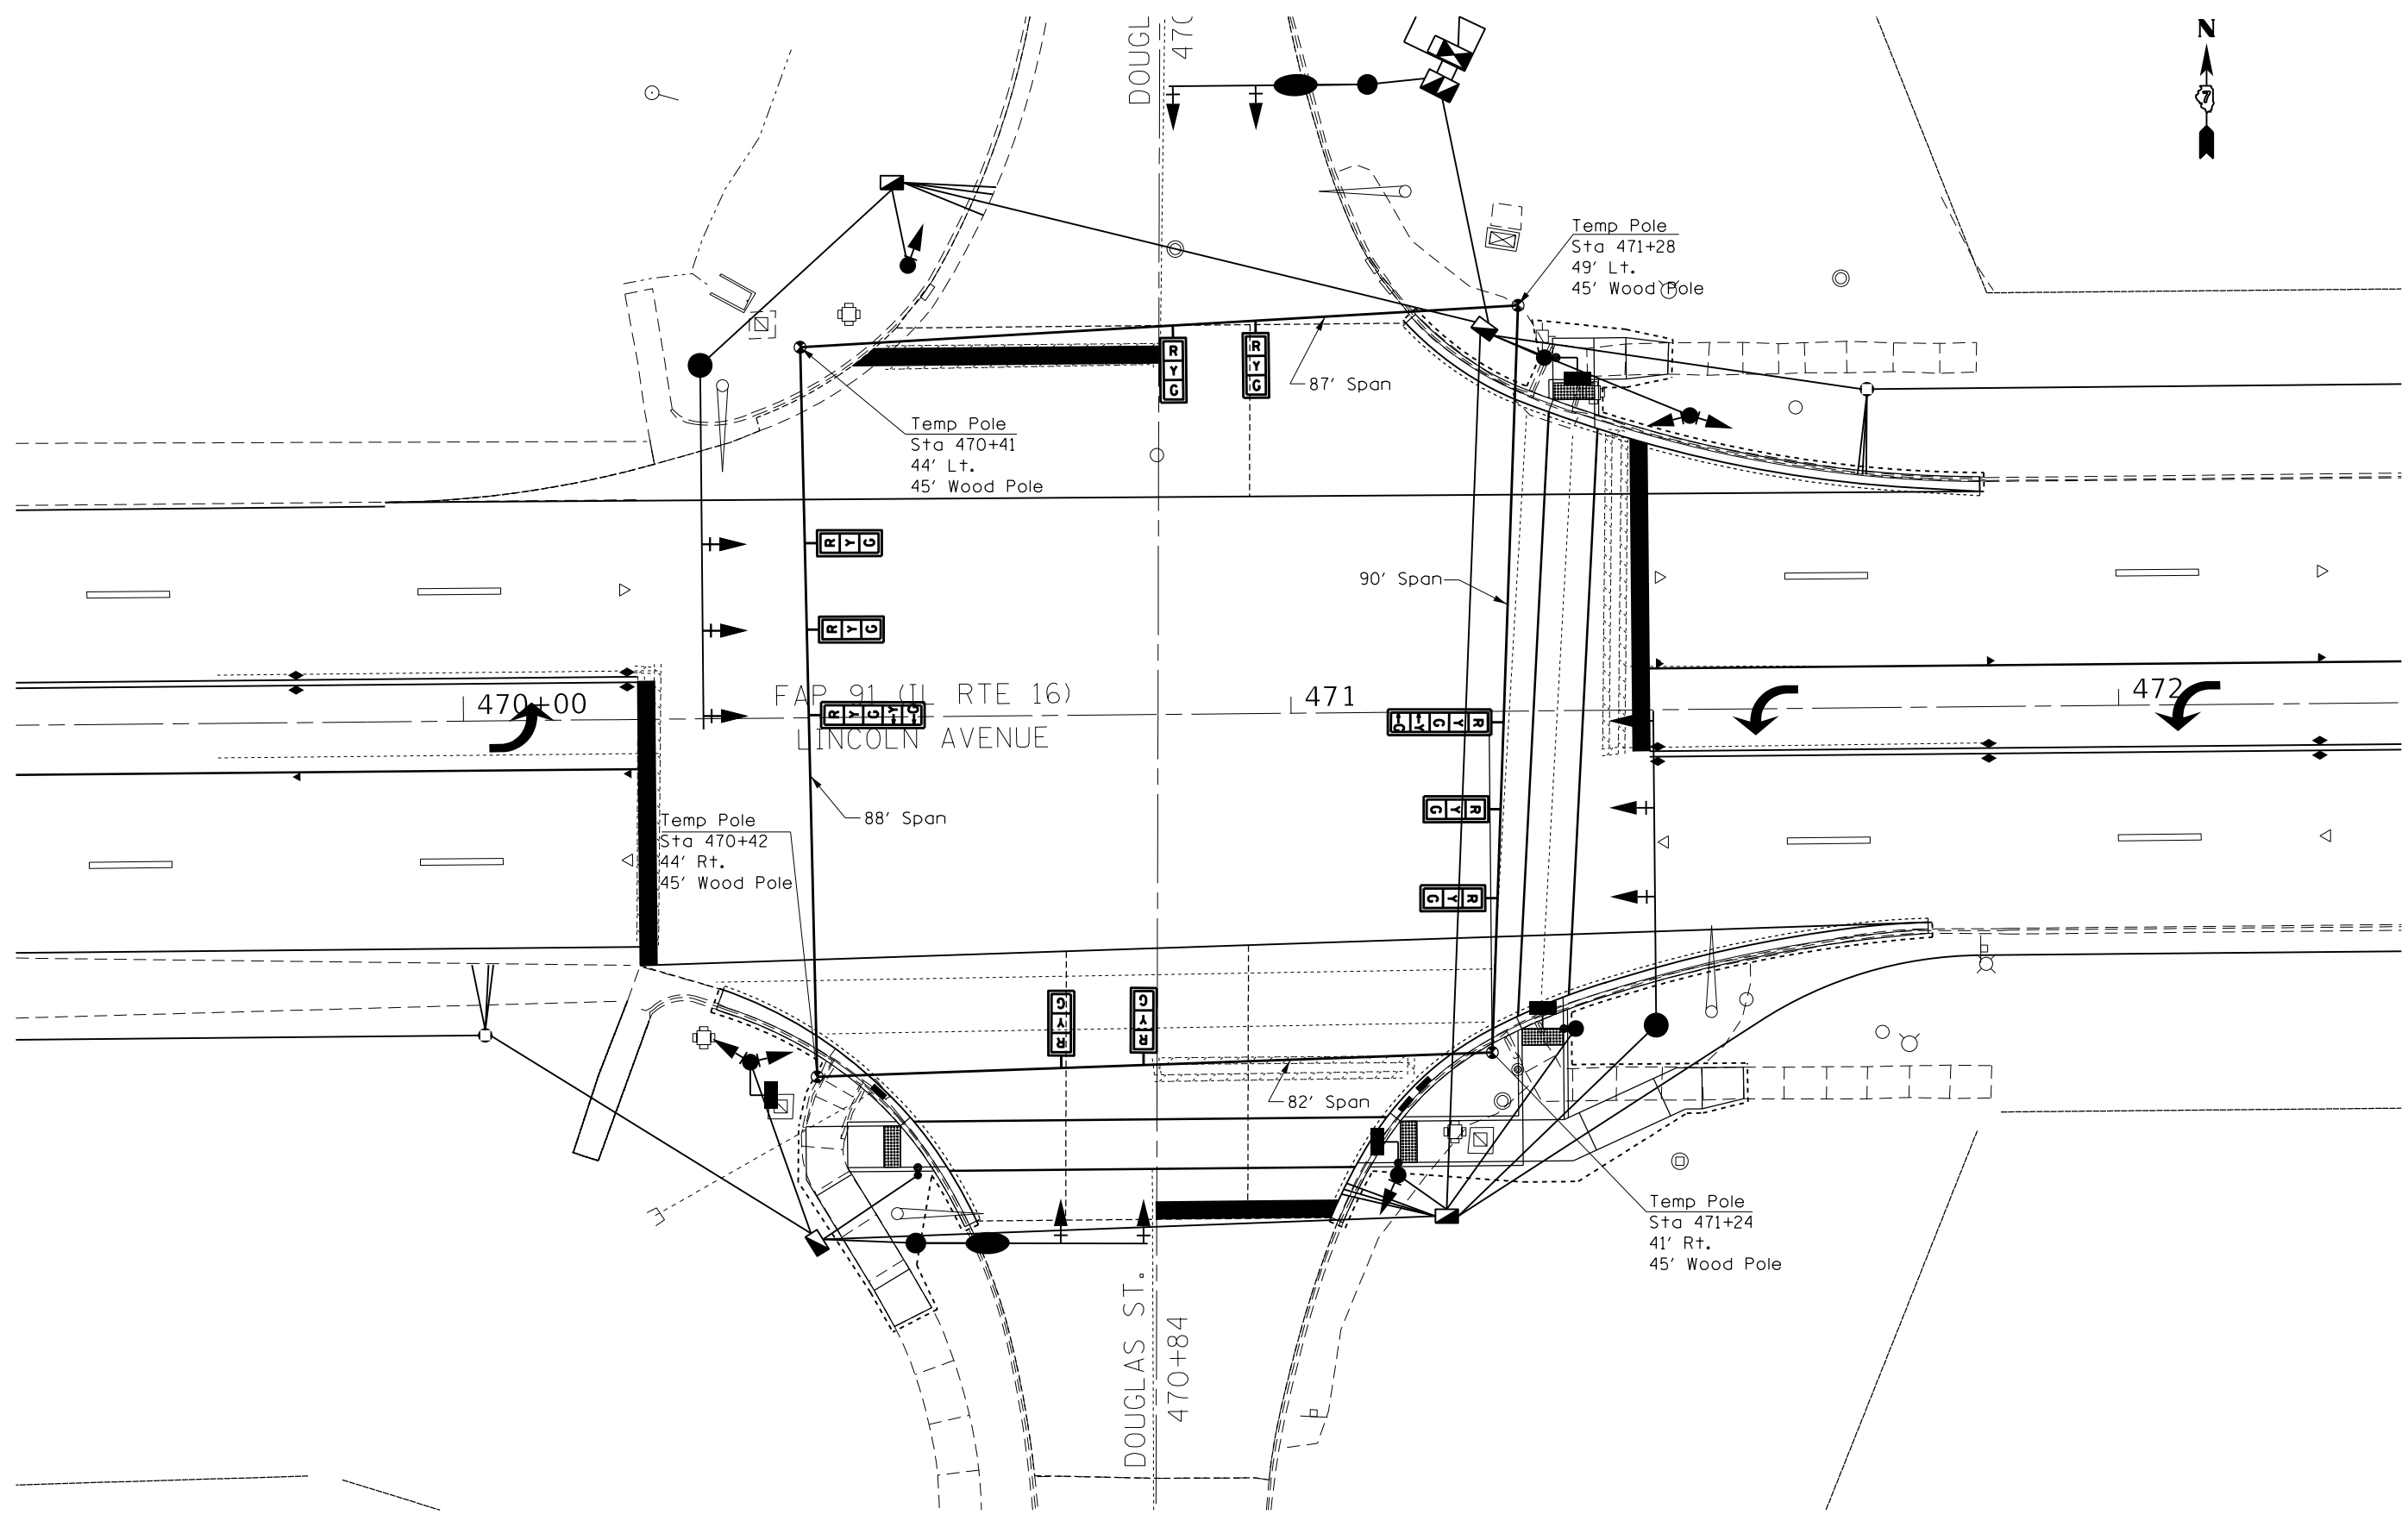 DOUGL
470
N
7
Temp Pole
Sta 471+28
49' Lt.
45' Wood Pole
R
Y
G
R
Y
G
87' Span
Temp Pole
Sta 470+41
44' Lt.
45' Wood Pole
R Y G
90' Span
R Y G
FAP 91 (IL RTE 16)
470+00
471
472
R Y G Y G
R Y G Y G
LINCOLN AVENUE
R Y G
88' Span
Temp Pole
Sta 470+42
44' Rt.
45' Wood Pole
R Y G
R
Y
G
R
Y
G
82' Span
Temp Pole
Sta 471+24
41' Rt.
45' Wood Pole
DOUGLAS ST.
470+84